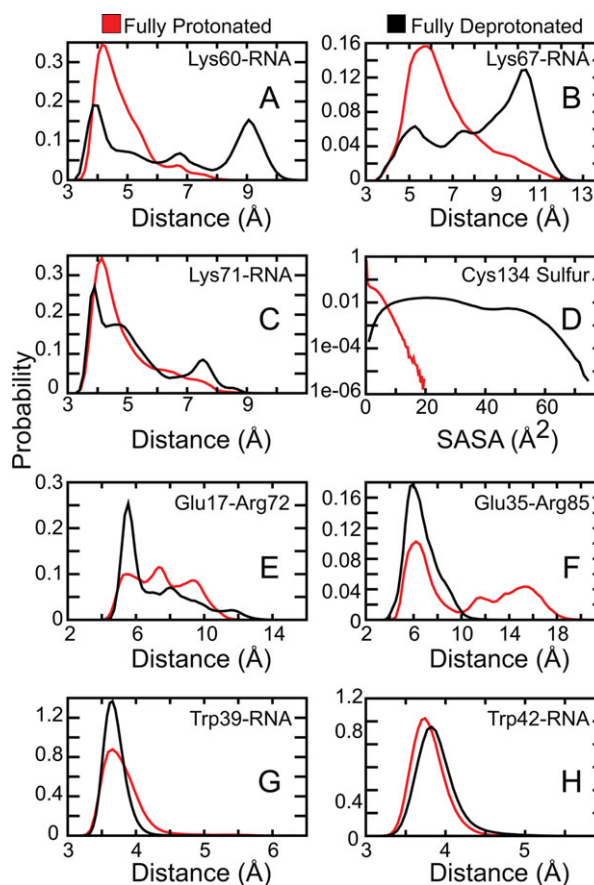 Fully Protonated Fully Deprotonated
Lys60-RNA
A
0.3
0.2
0.1
0
3 5 7 9 11
Distance (Å)
Lys67-RNA
B
0.16
0.12
0.08
0.04
0
3 5 7 9 11 13
Distance (Å)
Lys71-RNA
C
0.3
0.2
0.1
0
3 5 7 9 11
Distance (Å)
Cys134 Sulfur
D
1
0.01
1e-04
1e-06
0 20 40 60
SASA (Å2)
Probability
Glu17-Arg72
E
0.3
0.2
0.1
0
2 6 10 14
Distance (Å)
Glu35-Arg85
F
0.16
0.12
0.08
0.04
0
2 6 10 14 18
Distance (Å)
Trp39-RNA
G
1.2
0.8
0.4
0
3 4 5 6
Distance (Å)
Trp42-RNA
H
1.2
0.8
0.4
0
3 4 5
Distance (Å)